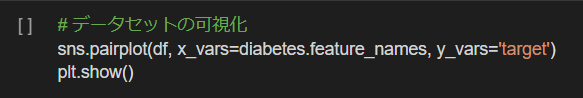 [ ]
# データセットの可視化
sns.pairplot(df, x_vars=diabetes.feature_names, y_vars='target')
plt.show()